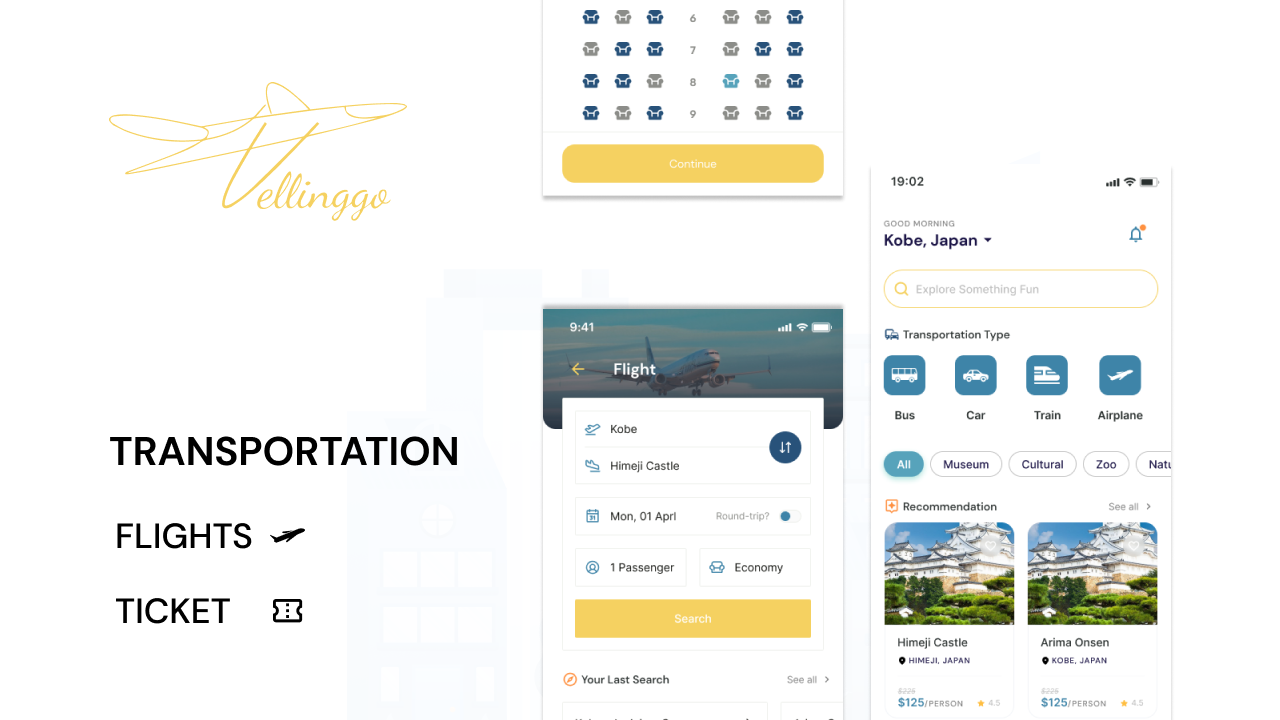 Vellinggo
TRANSPORTATION
FLIGHTS
TICKET
6
7
8
9
Continue
9:41
Flight
Kobe
Himeji Castle
Mon, 01 Aprl
Round-trip?
1 Passenger
Economy
Search
Your Last Search
See all
19:02
GOOD MORNING
Kobe, Japan
Explore Something Fun
Transportation Type
Bus
Car
Train
Airplane
All
Museum
Cultural
Zoo
Natu
Recommendation
See all
Himeji Castle
HIMEJI, JAPAN
$225
$125/PERSON
4.5
Arima Onsen
KOBE, JAPAN
$225
$125/PERSON
4.5